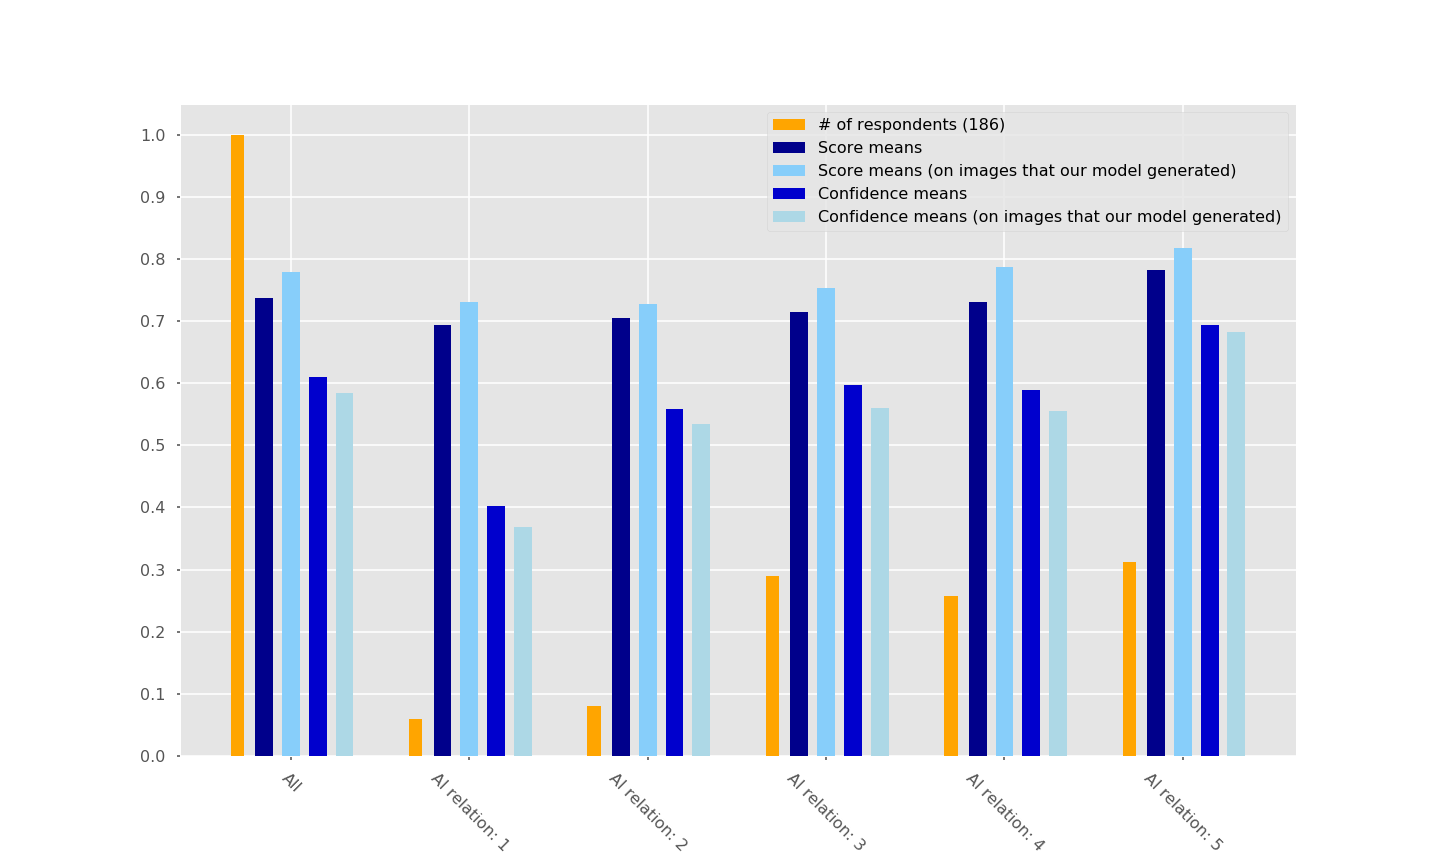 # of respondents (186)
Score means
Score means (on images that our model generated)
Confidence means
Confidence means (on images that our model generated)
1.0
0.9
0.8
0.7
0.6
0.5
0.4
0.3
0.2
0.1
0.0
All
AI relation: 1
AI relation: 2
AI relation: 3
AI relation: 4
AI relation: 5